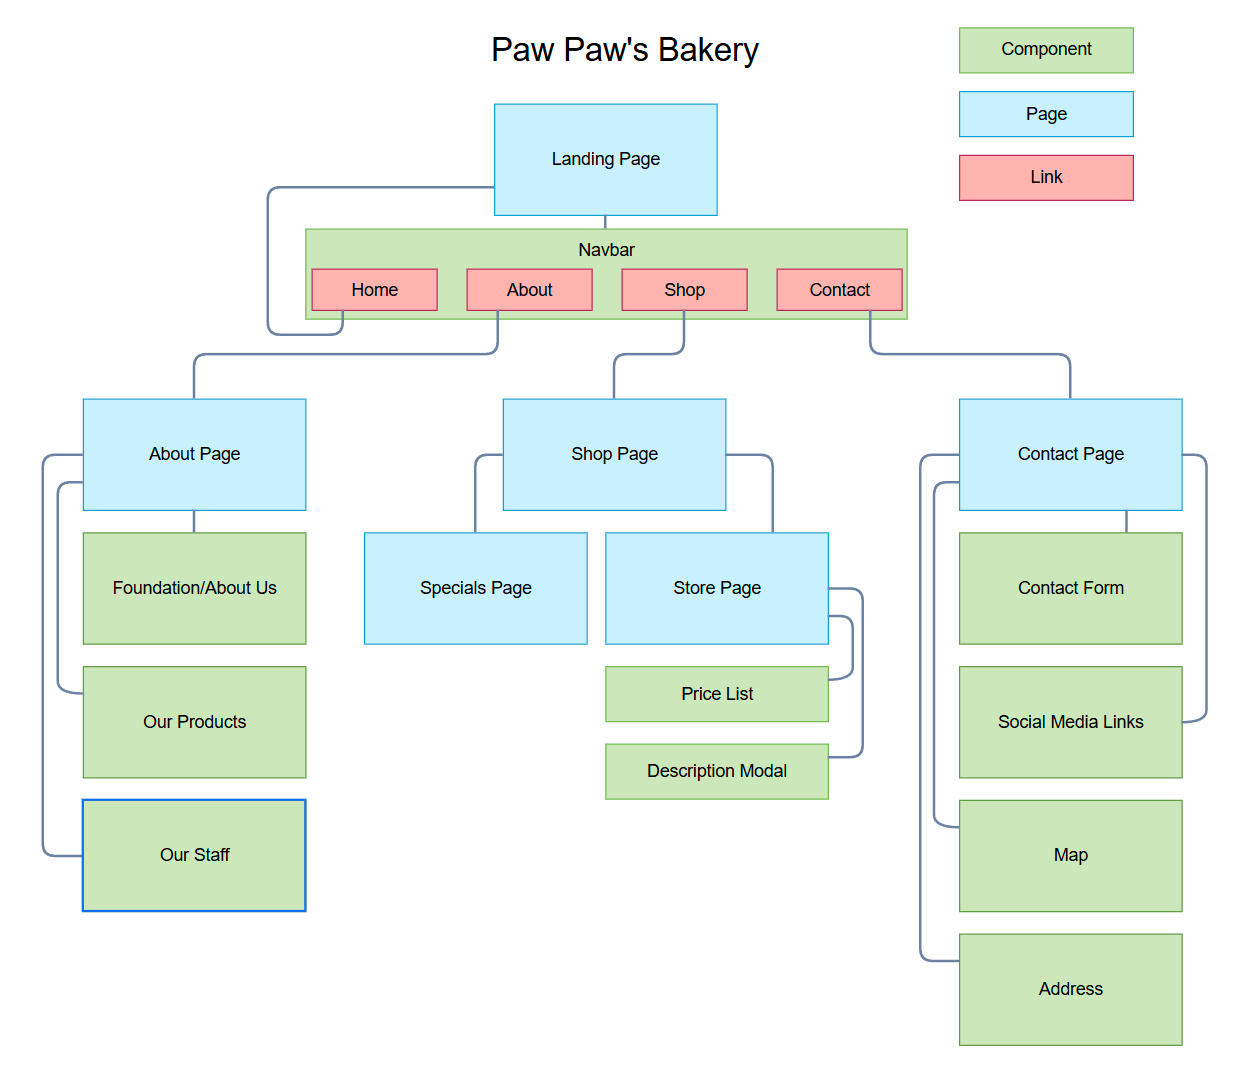 Paw Paw's Bakery
Component
Page
Link
Landing Page
Navbar
Home
About
Shop
Contact
About Page
Shop Page
Contact Page
Foundation/About Us
Specials Page
Store Page
Contact Form
Our Products
Price List
Social Media Links
Description Modal
Our Staff
Map
Address